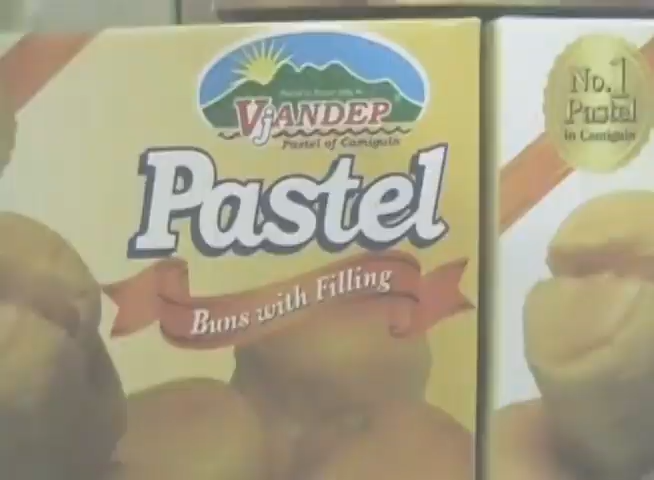 VjANDEP
Pastel of Camiguin
Pastel
Buns with Filling
No.1
Pastel
in Camiguin